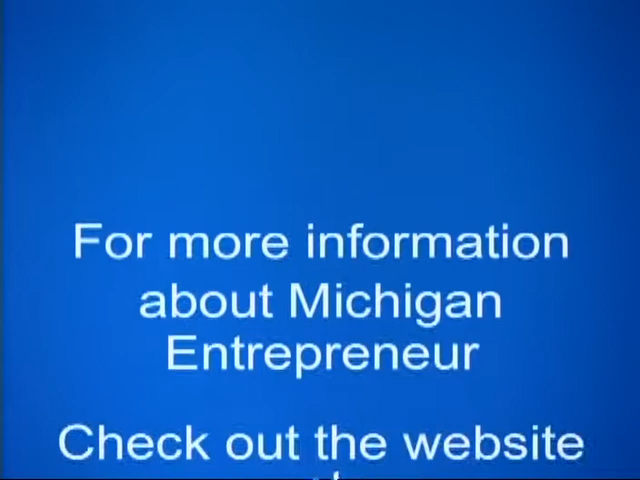 For more information
about Michigan
Entrepreneur
Check out the website